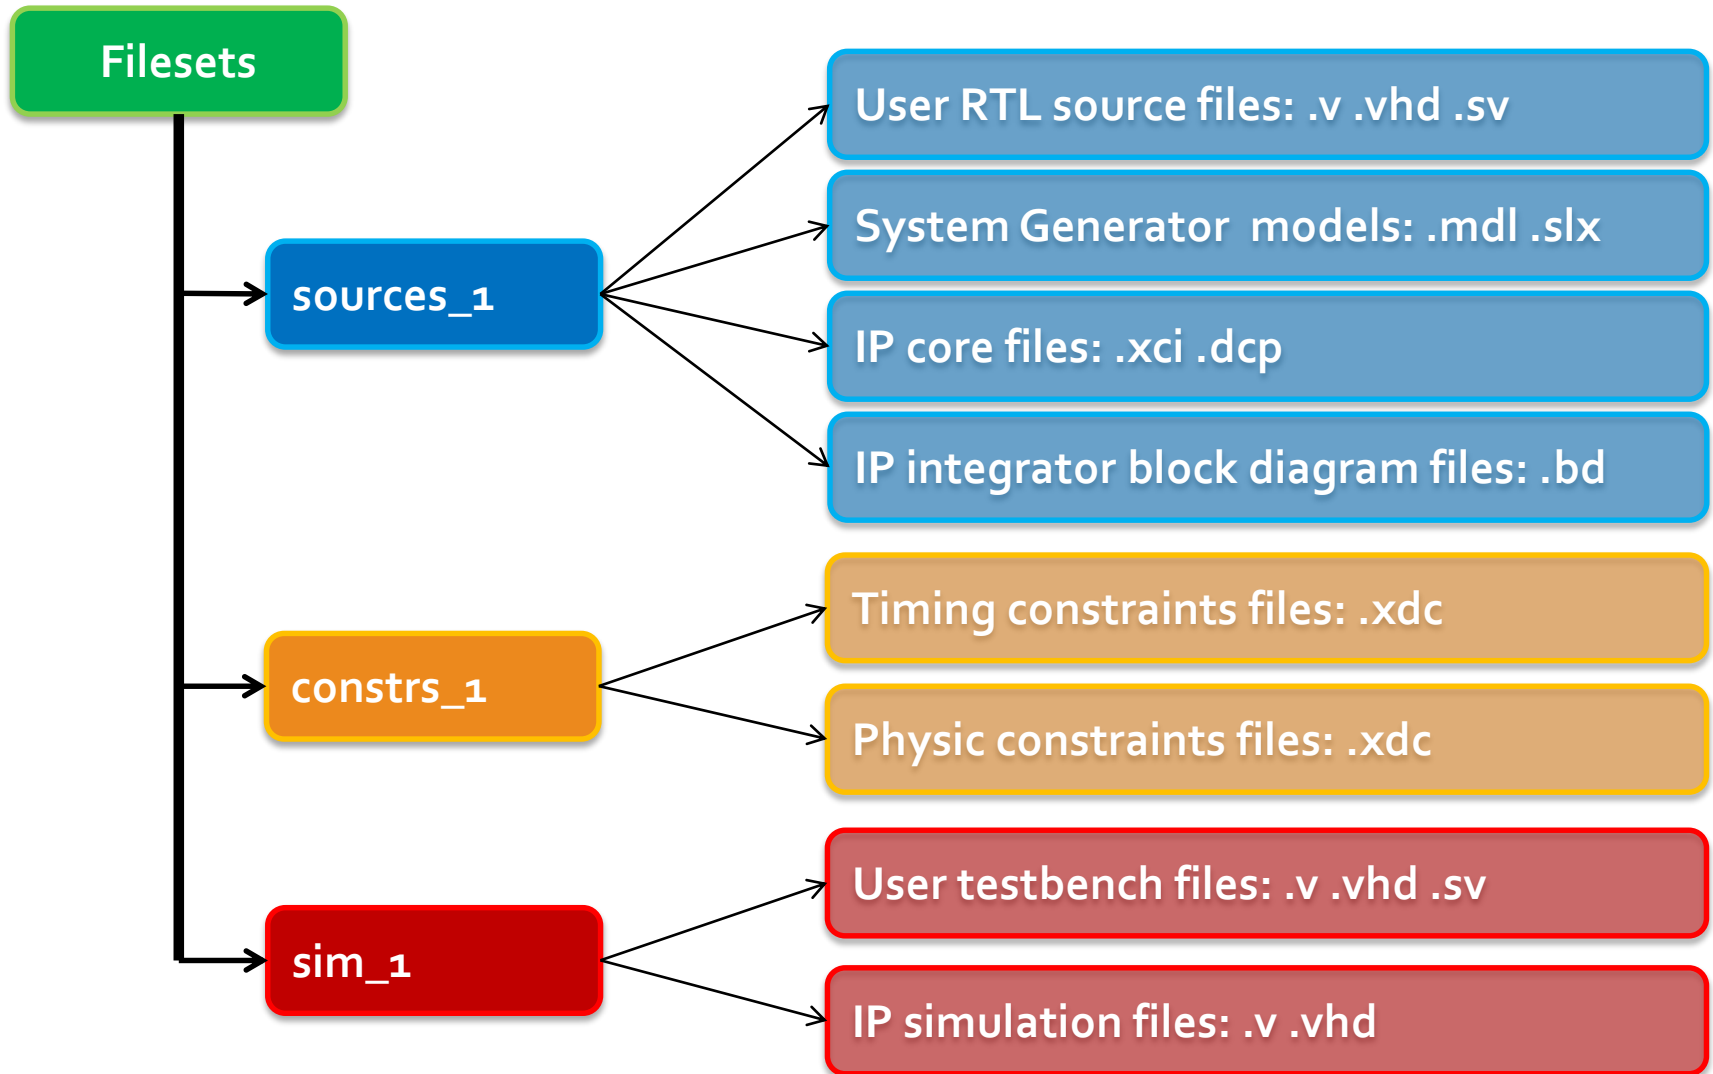 Filesets
sources_1
User RTL source files: .v .vhd .sv
System Generator  models: .mdl .slx
IP core files: .xci .dcp
IP integrator block diagram files: .bd
constrs_1
Timing constraints files: .xdc
Physic constraints files: .xdc
sim_1
User testbench files: .v .vhd .sv
IP simulation files: .v .vhd